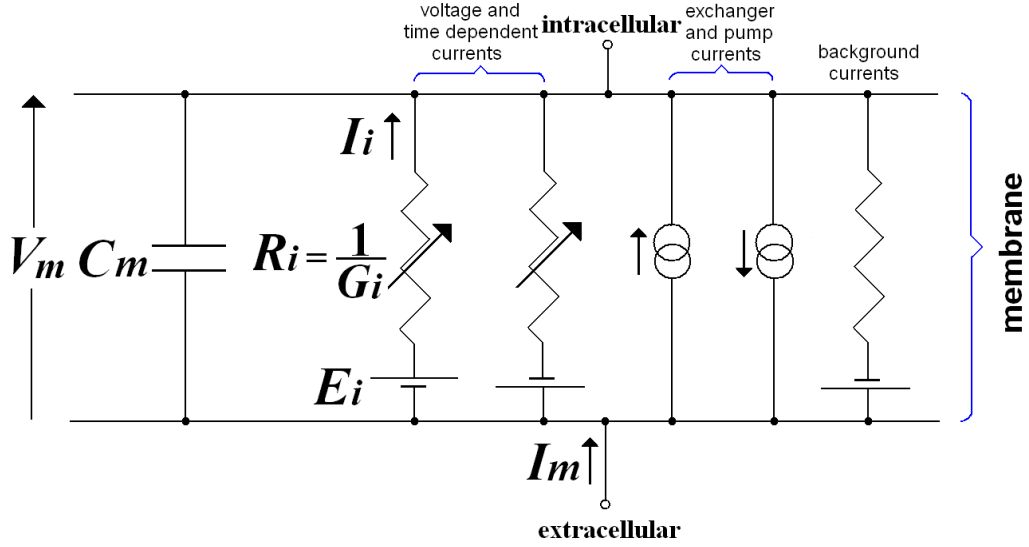 voltage and
time dependent
currents
intracellular
exchanger
and pump
currents
background
currents
Ii
Vm
Cm
Ri = 1/Gi
Ei
Im
extracellular
membrane